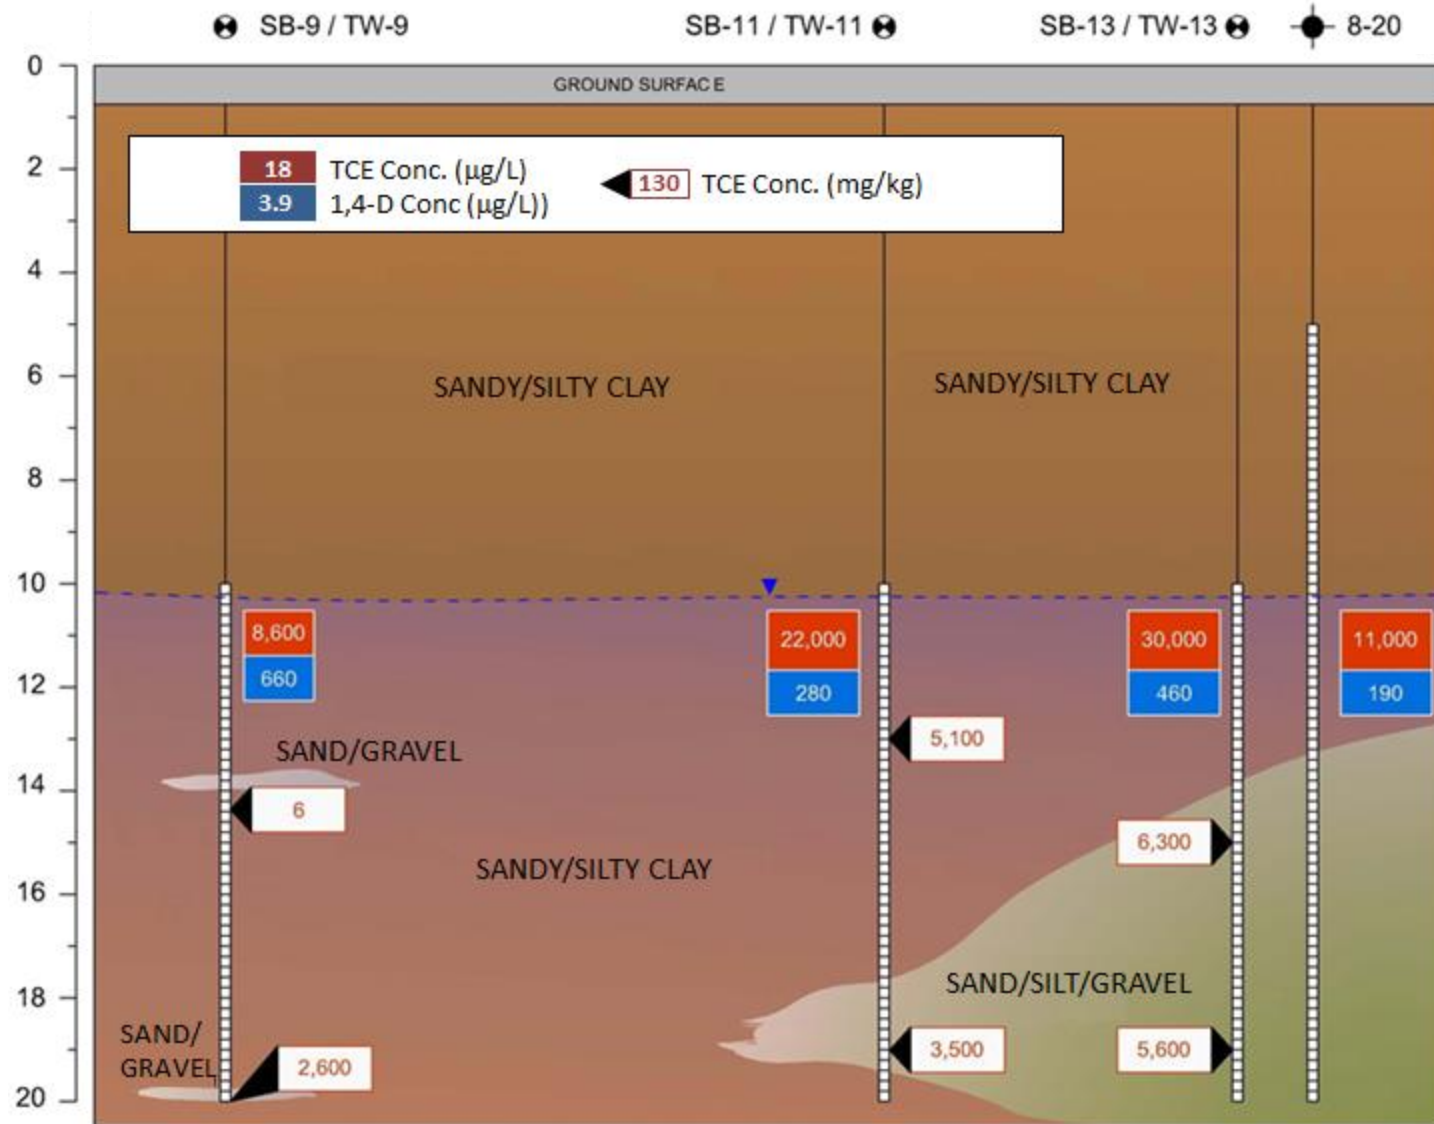 SB-9 / TW-9
SB-11 / TW-11
SB-13 / TW-13
8-20
0
GROUND SURFACE
2
18 TCE Conc. (µg/L)
3.9 1,4-D Conc (µg/L))
130 TCE Conc. (mg/kg)
4
6
SANDY/SILTY CLAY
SANDY/SILTY CLAY
8
10
8,600
660
22,000
280
30,000
460
11,000
190
12
SAND/GRAVEL
5,100
14
6
6,300
SANDY/SILTY CLAY
16
18
SAND/SILT/GRAVEL
SAND/
GRAVEL
2,600
3,500
5,600
20